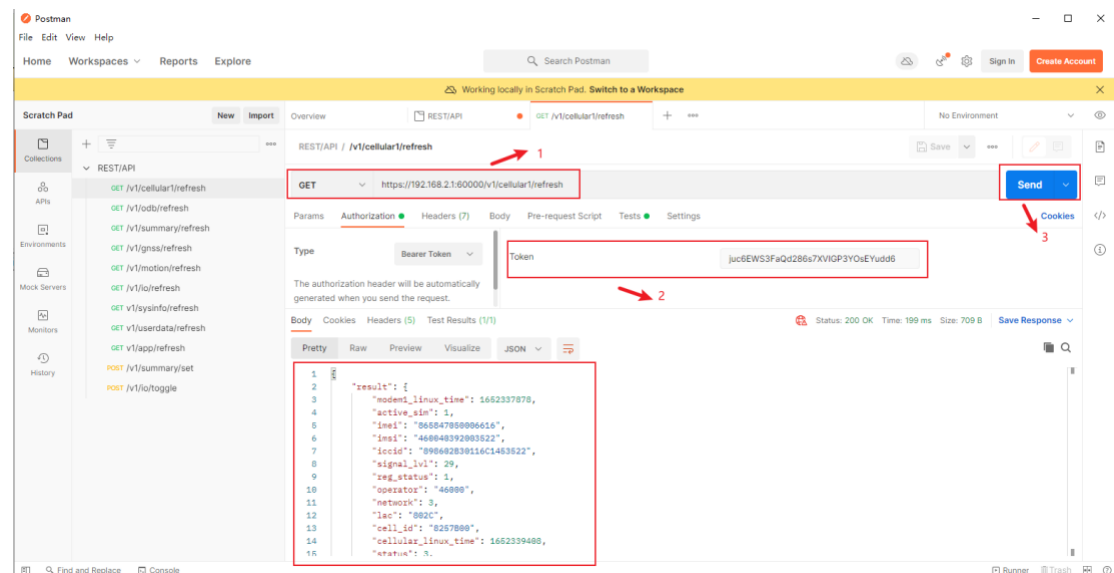 Postman
File Edit View Help
Home Workspaces Reports Explore Search Postman Sign In Create Account
Working locally in Scratch Pad. Switch to a Workspace
Scratch Pad New Import Overview REST/API GET /v1/cellular1/refresh No Environment
Collections
APIs
Environments
Mock Servers
Monitors
History
REST/API
GET /v1/cellular1/refresh
GET /v1/odb/refresh
GET /v1/summary/refresh
GET /v1/gnss/refresh
GET /v1/motion/refresh
GET /v1/io/refresh
GET v1/sysinfo/refresh
GET v1/userdata/refresh
GET v1/app/refresh
POST /v1/summary/set
POST /v1/io/toggle
REST/API / /v1/cellular1/refresh 1 Save
GET https://192.168.2.1:60000/v1/cellular1/refresh Send
Params Authorization Headers (7) Body Pre-request Script Tests Settings Cookies
3
Type Bearer Token Token juc6EWS3FaQd286s7XVIGP3YOsEYudd6
The authorization header will be automatically
generated when you send the request.
2
Body Cookies Headers (5) Test Results (1/1) Status: 200 OK Time: 199 ms Size: 709 B Save Response
Pretty Raw Preview Visualize JSON
1 {
2 "result": {
3 "modem1_linux_time": 1652337878,
4 "active_sim": 1,
5 "imei": "865847050006616",
6 "imsi": "460040392003522",
7 "iccid": "898602830116C1453522",
8 "signal_lvl": 29,
9 "reg_status": 1,
10 "operator": "46000",
11 "network": 3,
12 "lac": "802C",
13 "cell_id": "8257800",
14 "cellular_linux_time": 1652339408,
15 "status": 3,
Find and Replace Console Runner Trash